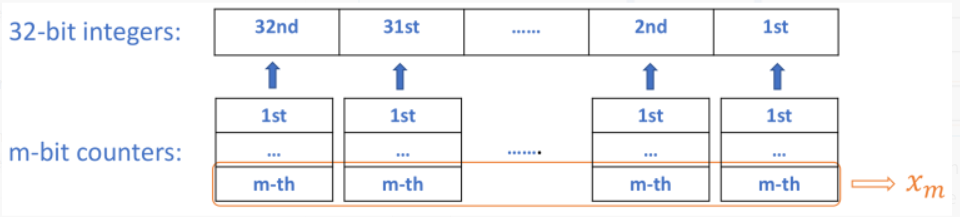 32-bit integers: 32nd 31st ...... 2nd 1st
1st 1st 1st 1st
m-bit counters: ... ... ....... ... ...
m-th m-th m-th m-th x_m